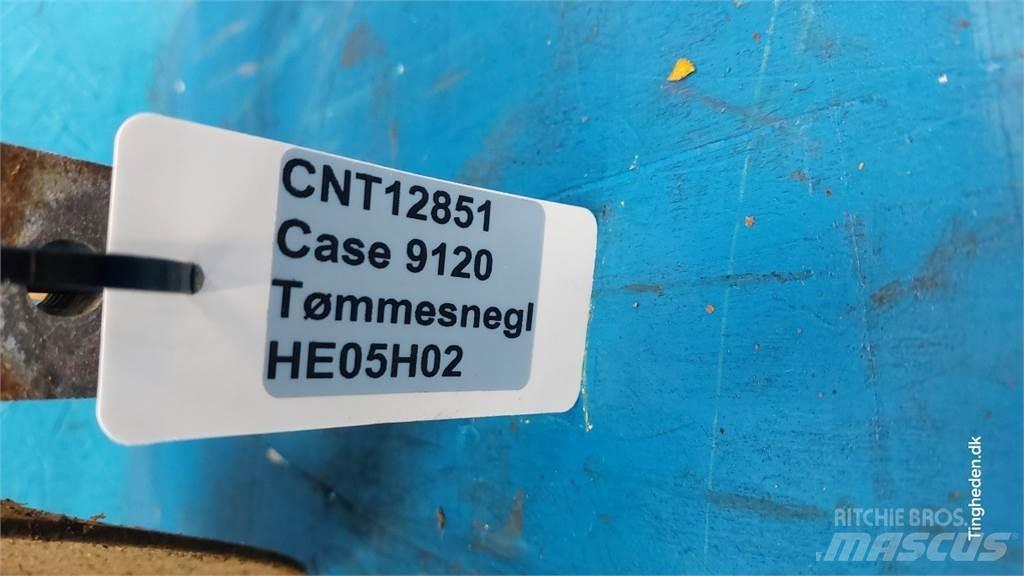 CNT12851
Case 9120
Tømmesnegl
HE05H02
Tingheden.dk
RITCHIE BROS.
MASCUS